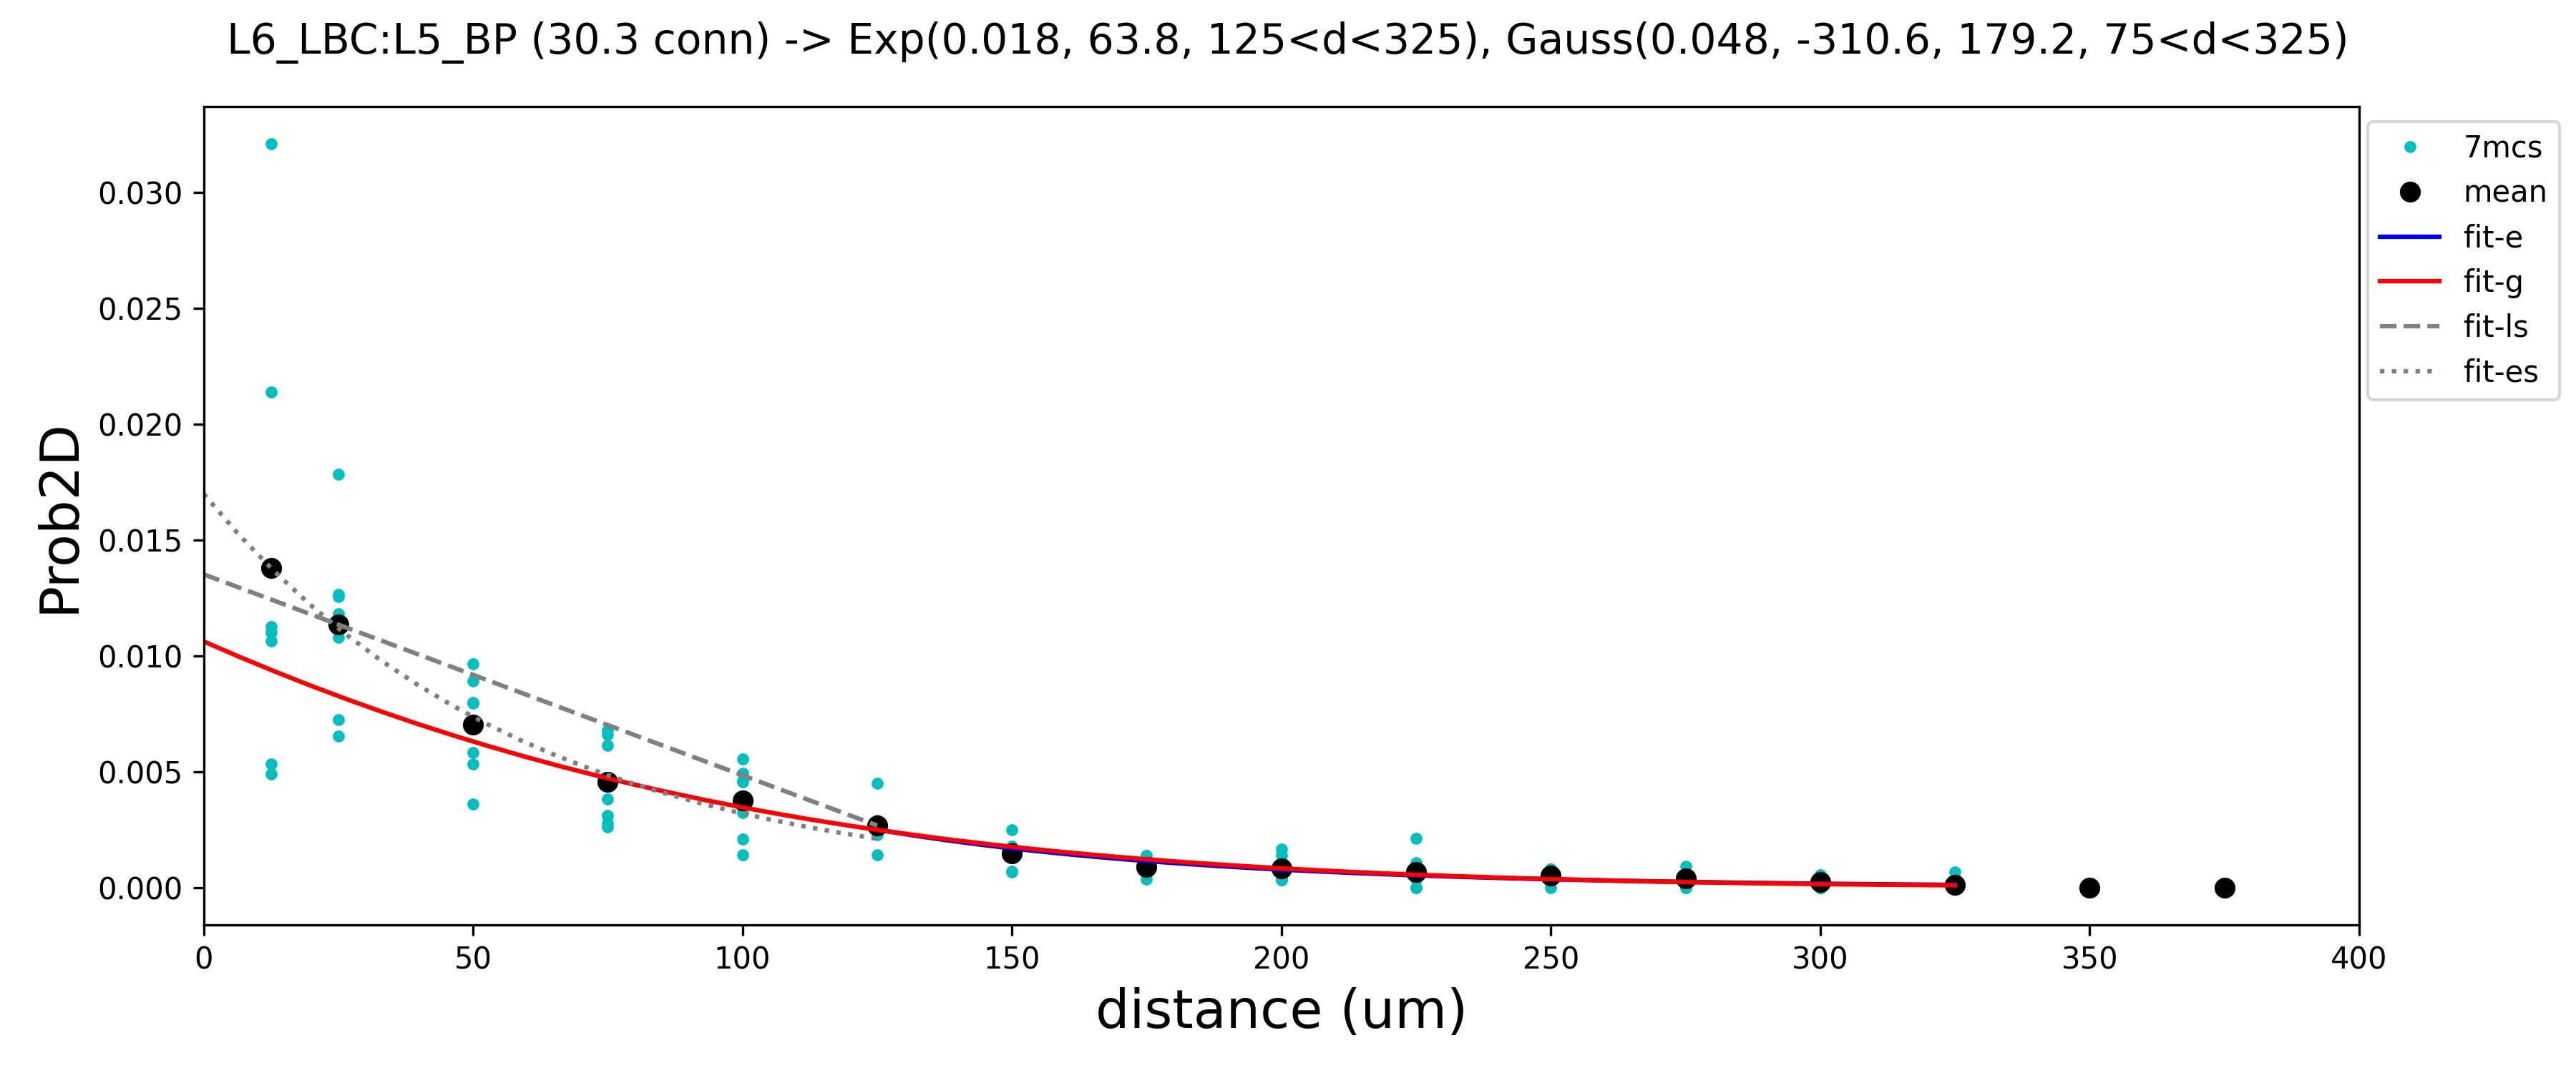 L6_LBC:L5_BP (30.3 conn) -> Exp(0.018, 63.8, 125<d<325), Gauss(0.048, -310.6, 179.2, 75<d<325)
7mcs
mean
fit-e
fit-g
fit-ls
fit-es
Prob2D
0.030
0.025
0.020
0.015
0.010
0.005
0.000
0 50 100 150 200 250 300 350 400
distance (um)